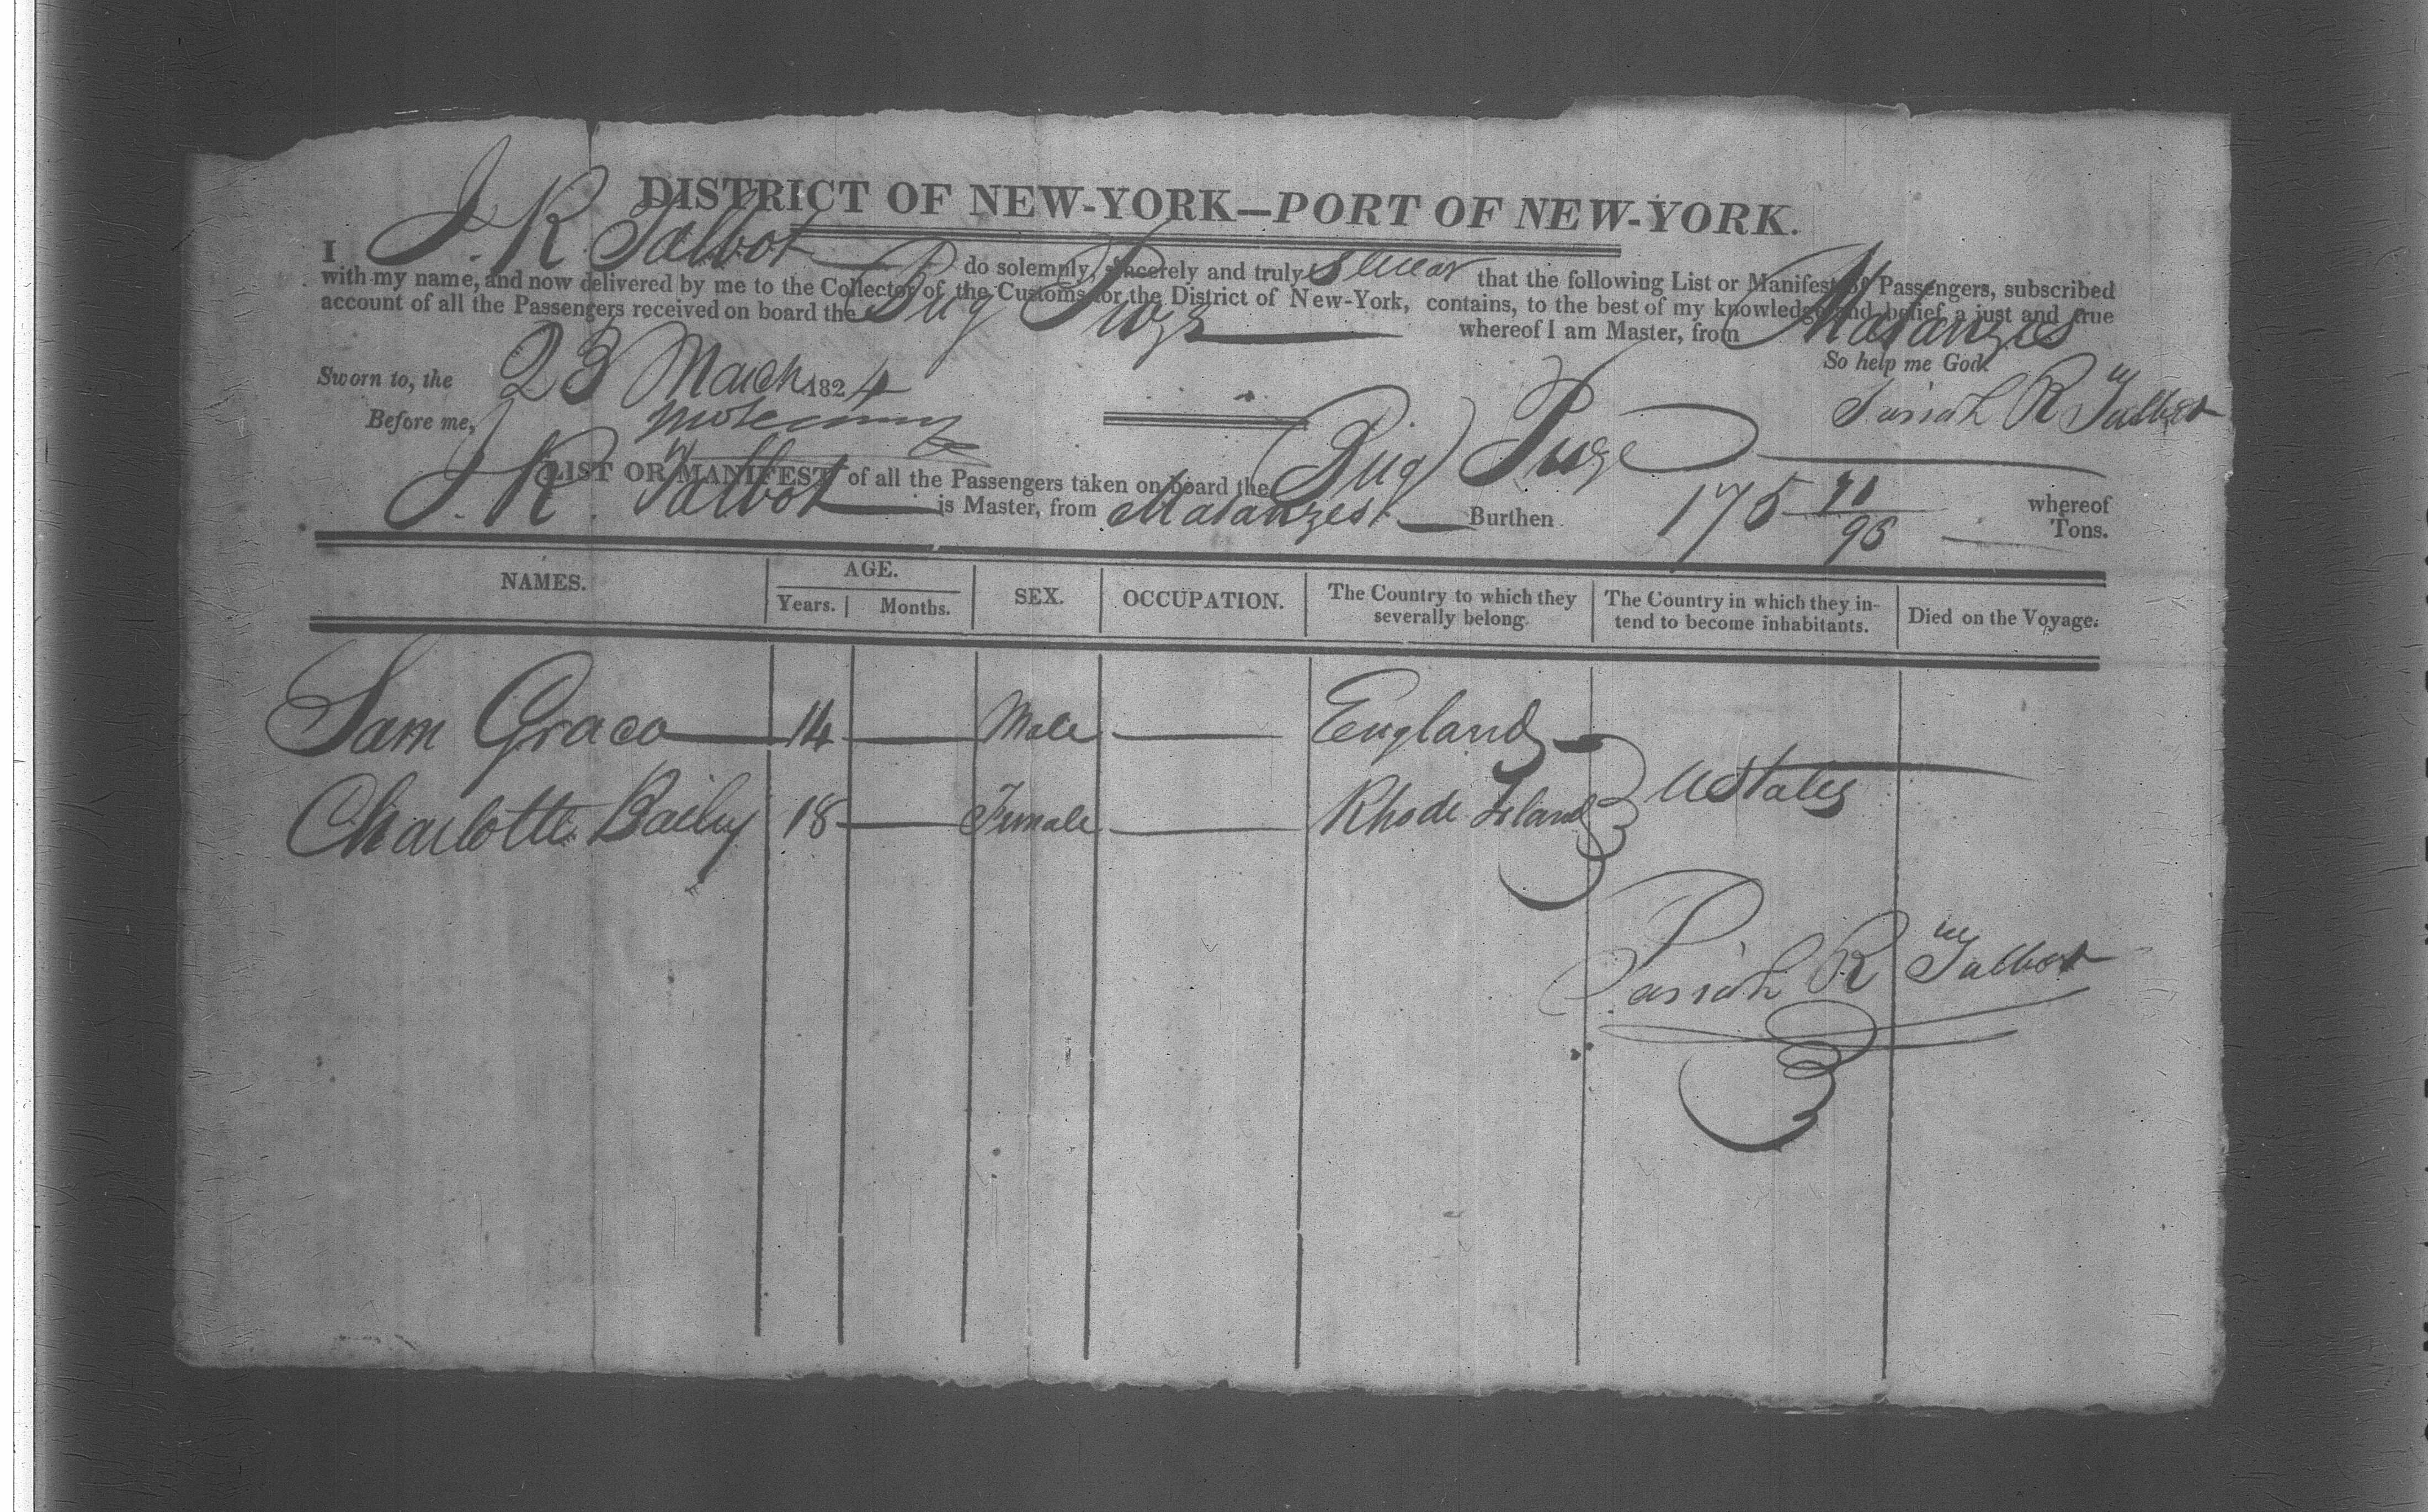 DISTRICT OF NEW-YORK—PORT OF NEW-YORK.
I J. R. Talbot do solemnly, sincerely and truly swear that the following List or Manifest of Passengers, subscribed
with my name, and now delivered by me to the Collector of the Customs for the District of New-York, contains, to the best of my knowledge and belief, a just and true
account of all the Passengers received on board the Brig whereof I am Master, from Matanzes
So help me God.
Sworn to, the 23 March 1824
Josiah R Talbot
Before me,
LIST OR MANIFEST of all the Passengers taken on board the Brig whereof
J. R. Talbot is Master, from Matanzes Burthen 175 Tons.
NAMES. AGE. SEX. OCCUPATION. The Country to which they severally belong. The Country in which they intend to become inhabitants. Died on the Voyage.
Years. Months.
Sam Grace 14 Male England
Charlotte Bailey 18 Female Rhode Island UStates
Josiah R Talbot